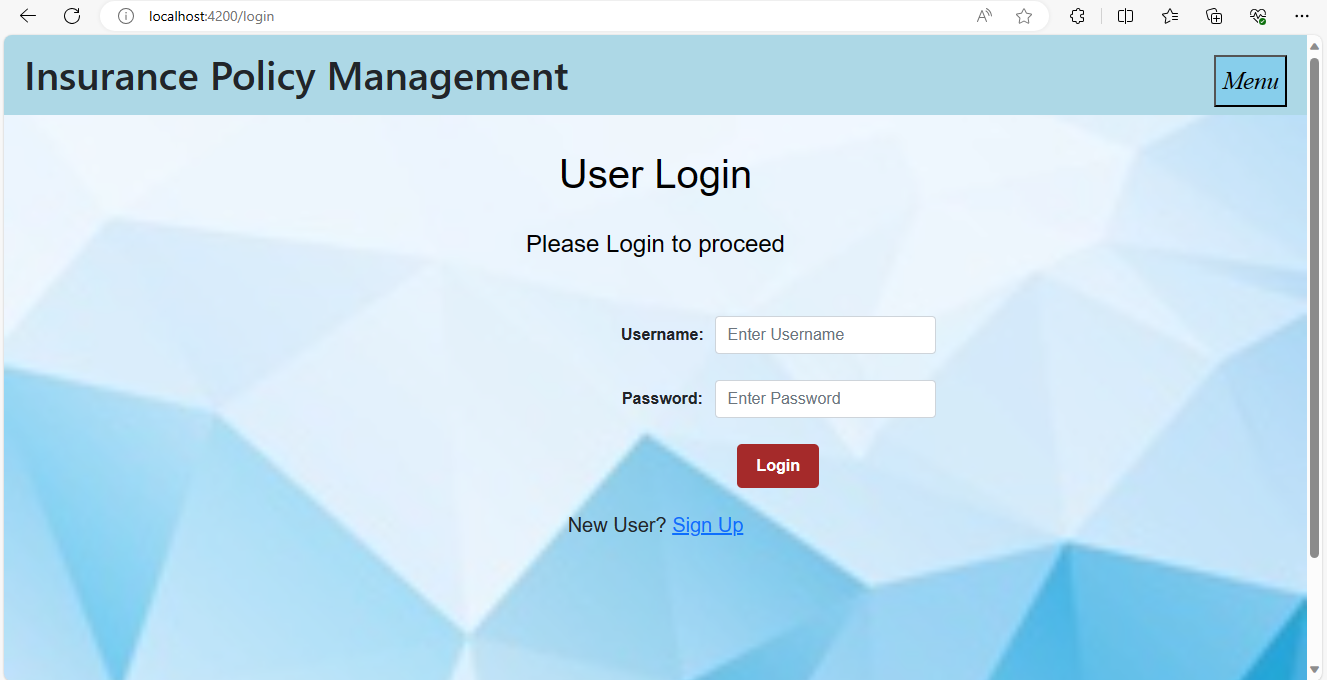 localhost:4200/login
Insurance Policy Management
Menu
User Login
Please Login to proceed
Username: Enter Username
Password: Enter Password
Login
New User? Sign Up